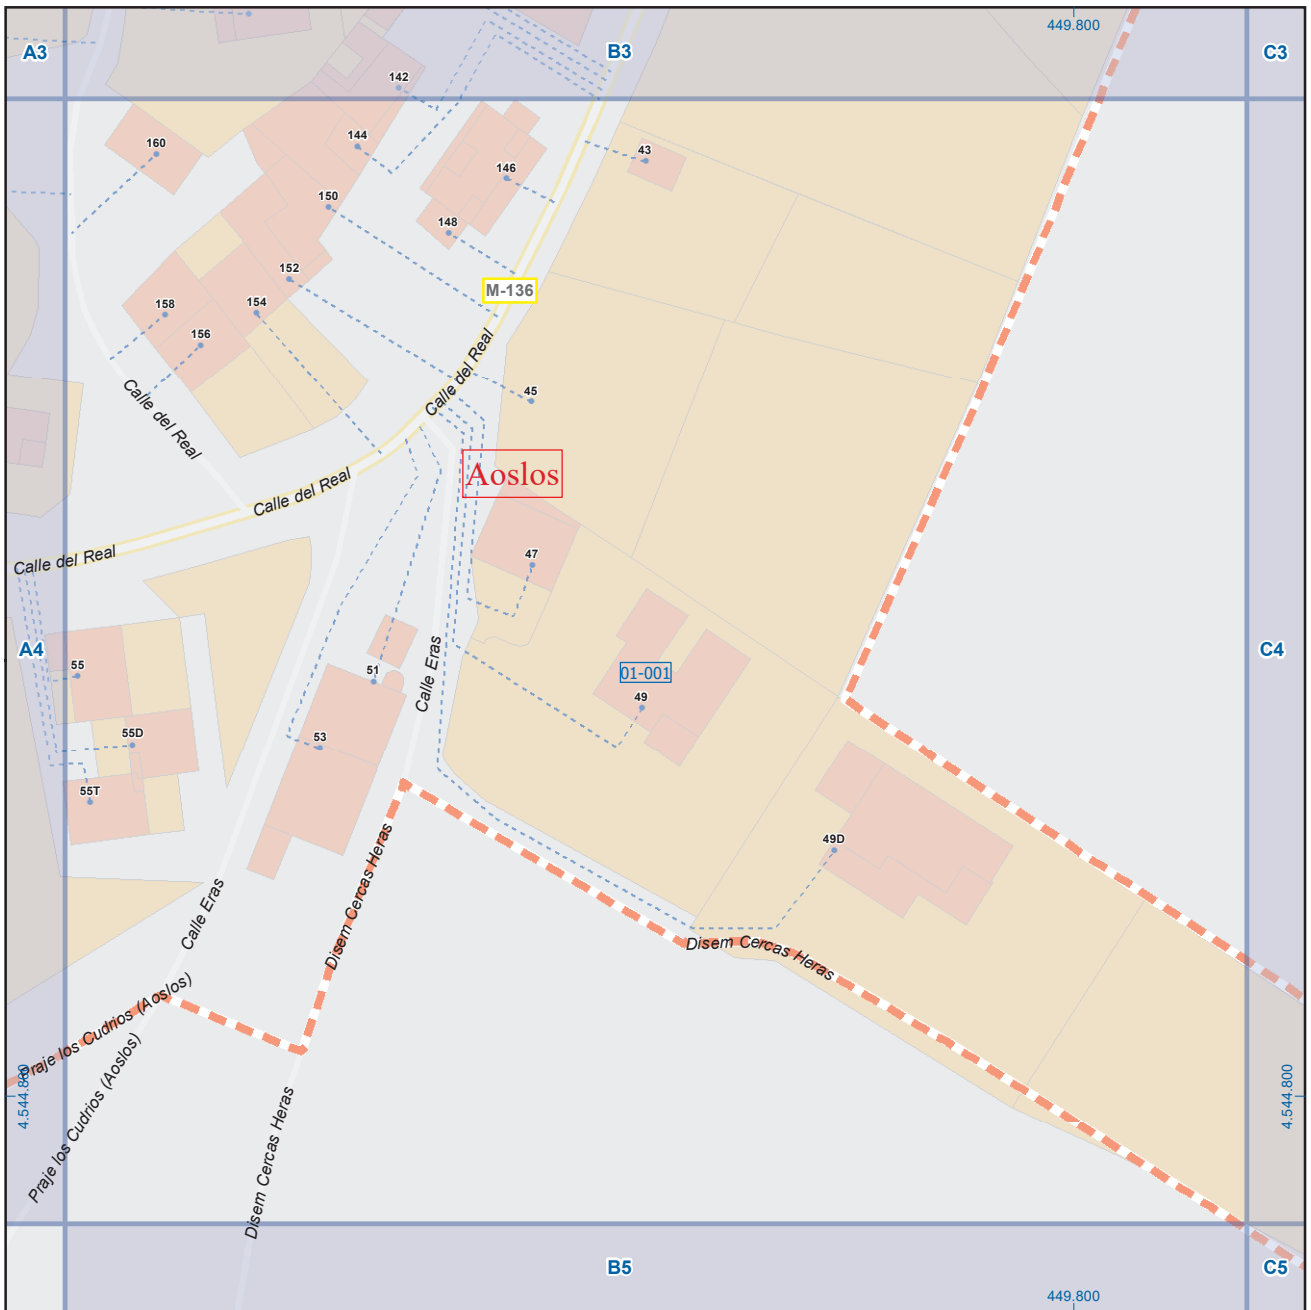 449.800
A3
B3
C3
142
144
160
43
146
150
148
152
M-136
154
158
156
Calle del Real
Calle del Real
45
Aoslos
Calle del Real
Calle del Real
47
A4
C4
55
51
Calle Eras
01-001
49
55D
53
55T
49D
Disem Cercas Heras
Calle Eras
Disem Cercas Heras
Praje los Cudrios (Aoslos)
4.544.800
4.544.800
Praje los Cudrios (Aoslos)
Disem Cercas Heras
B5
C5
449.800